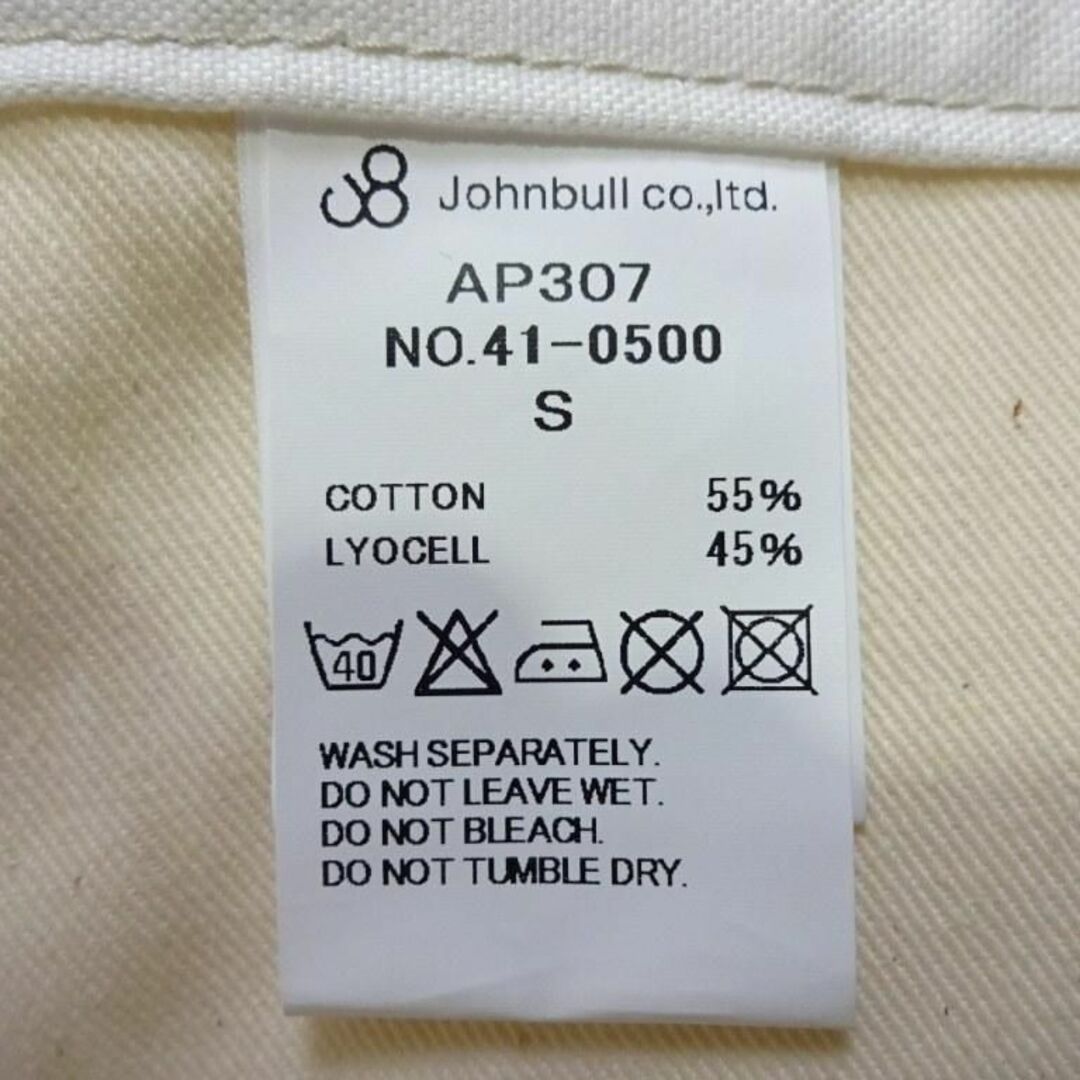 Johnbull co.,ltd.
AP307
NO.41-0500
S
COTTON 55%
LYOCELL 45%
40
WASH SEPARATELY.
DO NOT LEAVE WET.
DO NOT BLEACH.
DO NOT TUMBLE DRY.